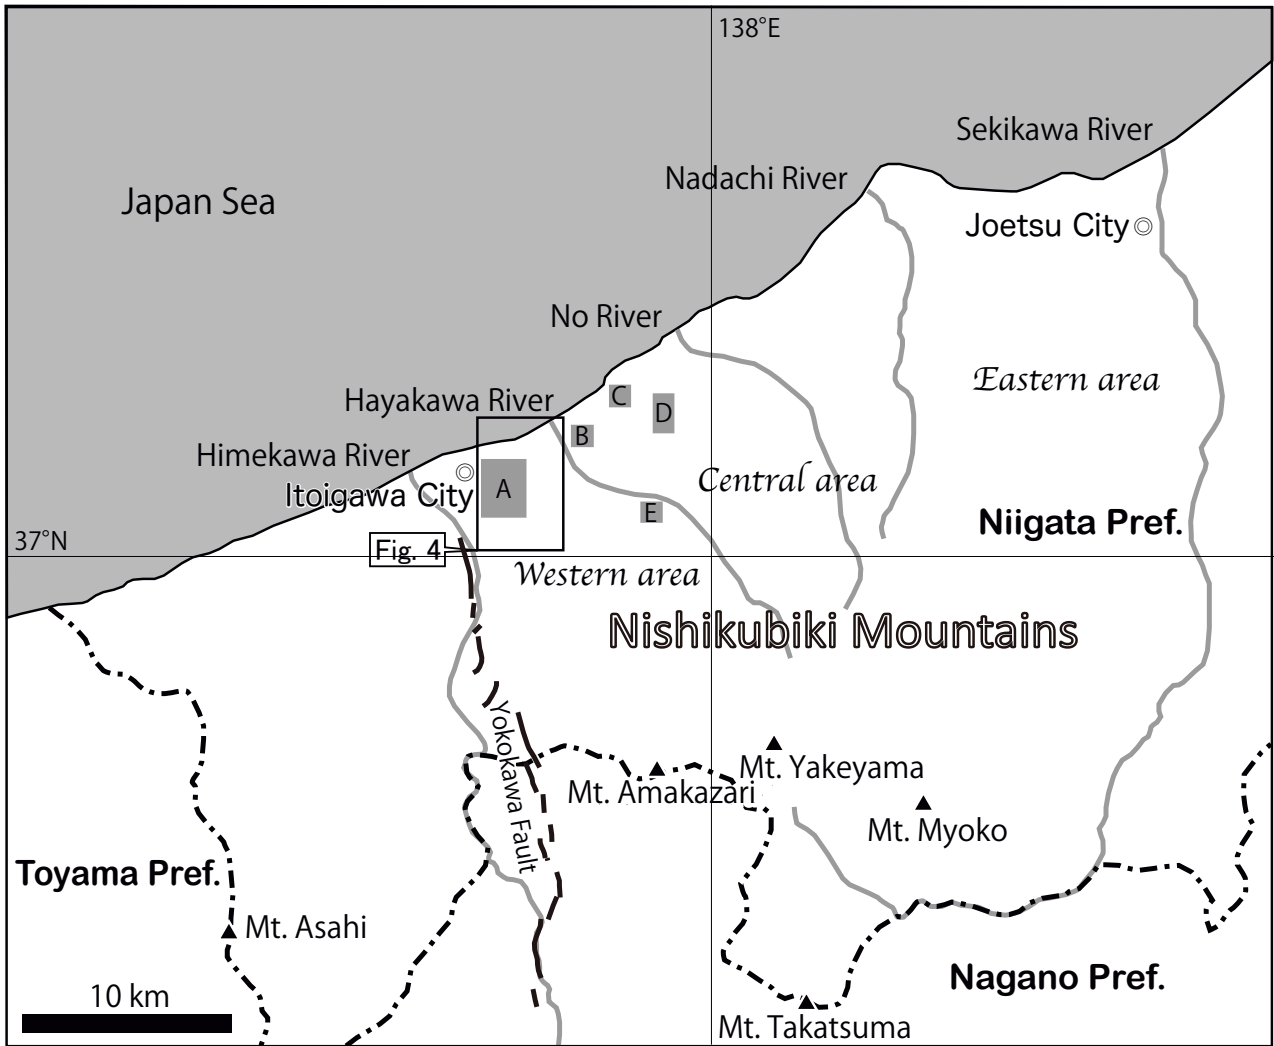 138°E
Sekikawa River
Nadachi River
Japan Sea
Joetsu City
No River
Eastern area
Hayakawa River
C
D
B
Himekawa River
Central area
Itoigawa City
A
E
Niigata Pref.
37°N
Fig. 4
Western area
Nishikubiki Mountains
Yokokawa Fault
Mt. Yakeyama
Mt. Amakazari
Mt. Myoko
Toyama Pref.
Mt. Asahi
Nagano Pref.
10 km
Mt. Takatsuma